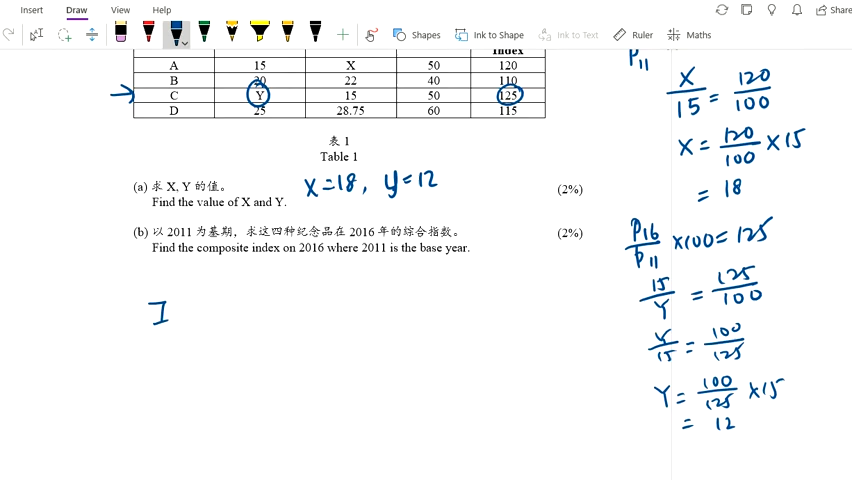 Insert Draw View Help Share
Shapes Ink to Shape Ink to Text Ruler Maths
Index
A 15 X 50 120
B 20 22 40 110
→ C Y 15 50 125
D 25 28.75 60 115
表 1
Table 1
(a) 求 X, Y 的值。
Find the value of X and Y. (2%)
X=18, Y=12
(b) 以 2011 为基期，求这四种纪念品在 2016 年的综合指数。 (2%)
Find the composite index on 2016 where 2011 is the base year.
I
P11
X/15 = 120/100
X = 120/100 × 15
= 18
P16/P11 ×100 = 125
15/Y = 125/100
Y/15 = 100/125
Y = 100/125 × 15
= 12